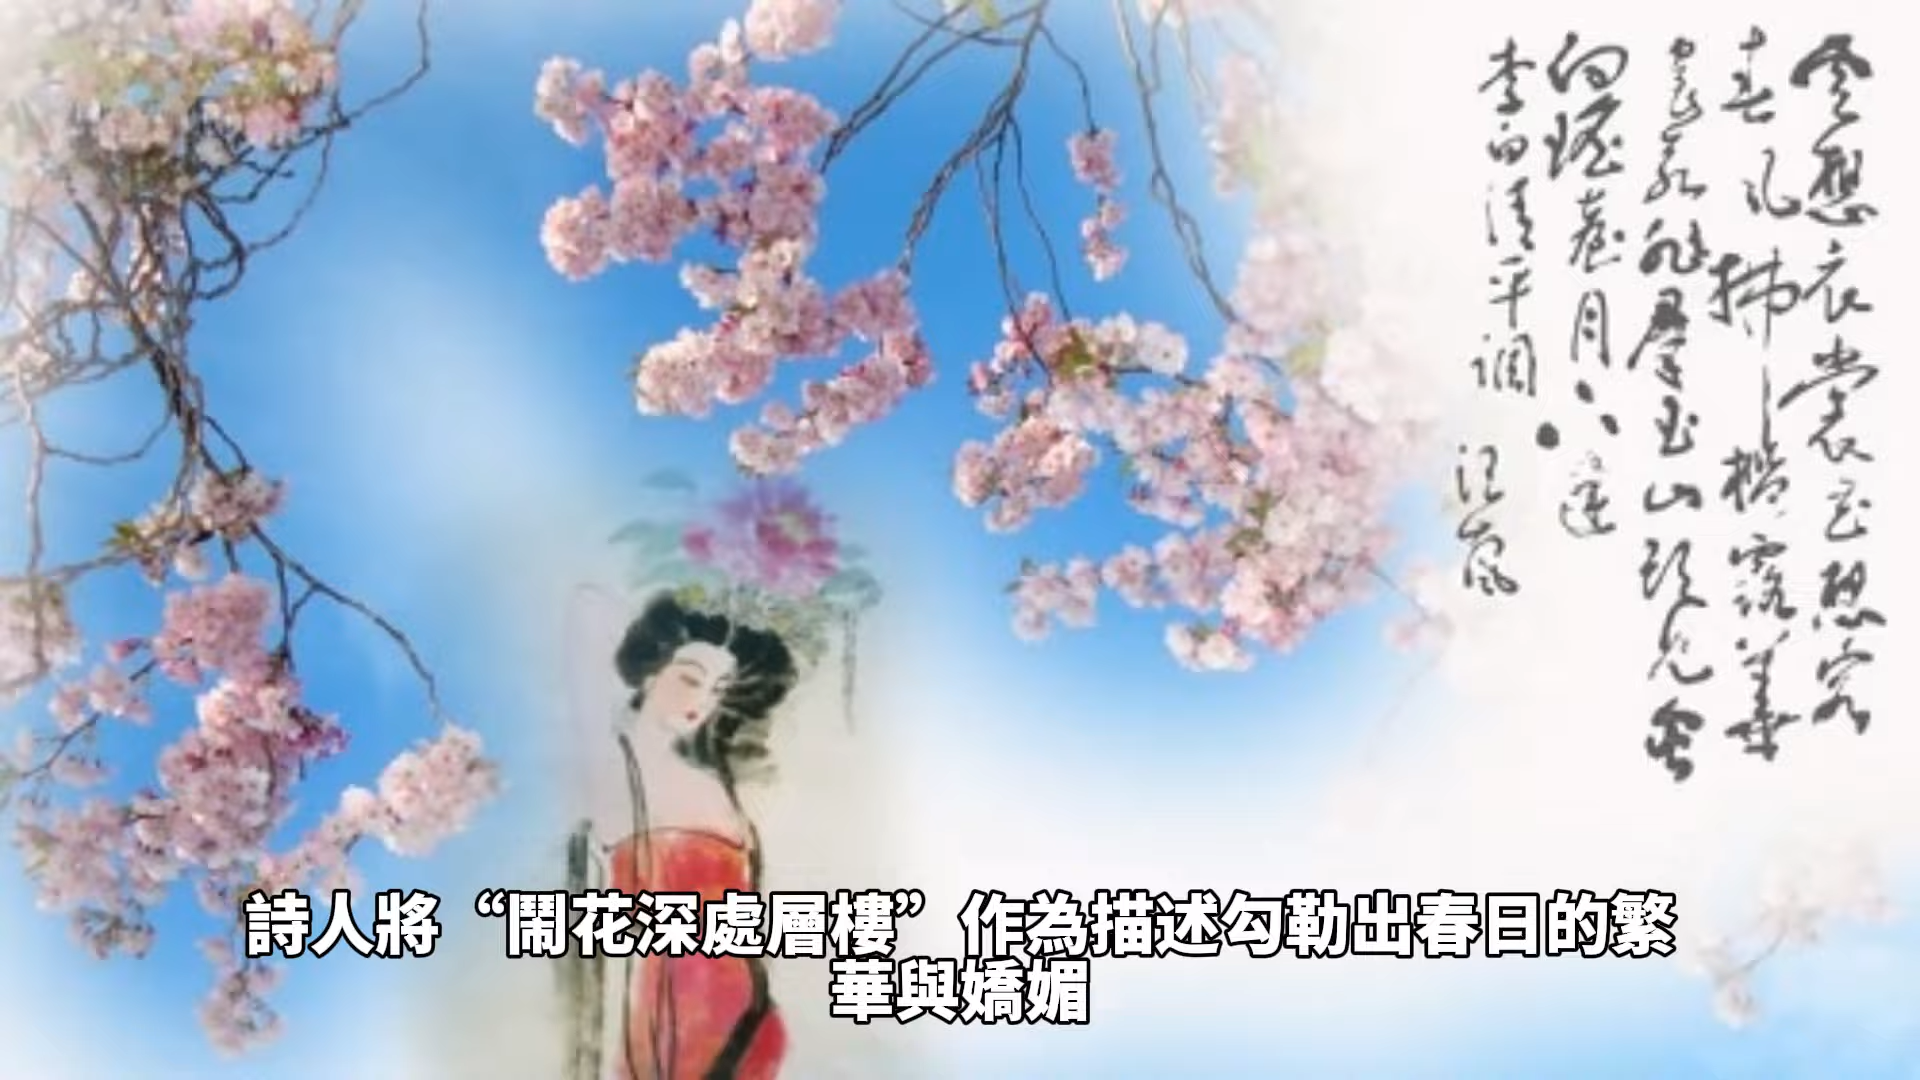 雲想衣裳花想容
春風拂檻露華
濃若非群玉山頭見會
向瑤臺月下逢
李白清平調
詩人將“鬧花深處層樓”作為描述勾勒出春日的繁
華與嬌媚